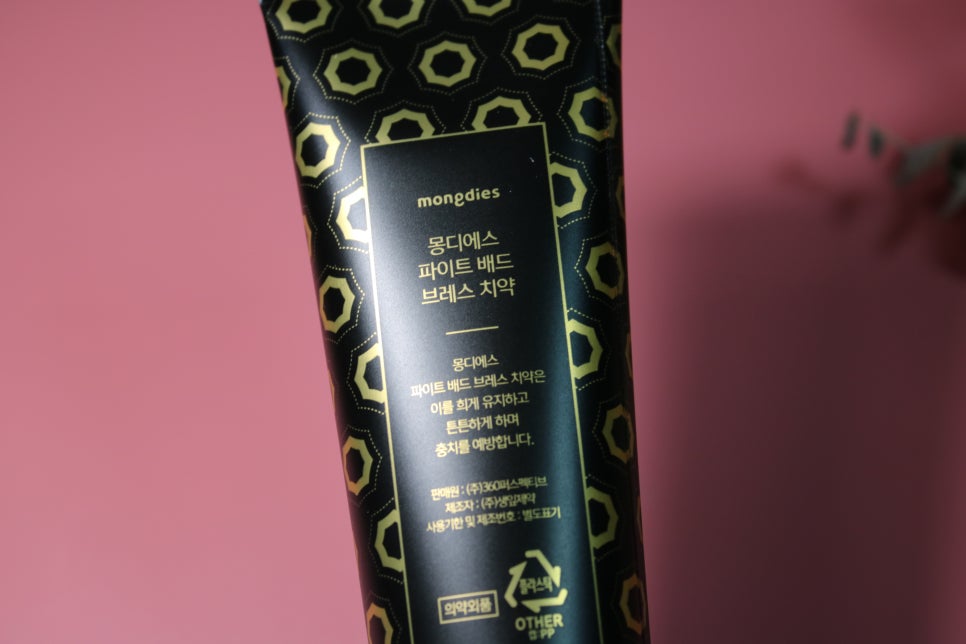 mongdies
몽디에스
파이트 배드
브레스 치약
몽디에스
파이트 배드 브레스 치약은
이를 희게 유지하고
튼튼하게 하며
충치를 예방합니다.
판매원 : (주)360퍼스펙티브
제조자 : (주)생잎제약
사용기한 및 제조번호 : 별도표기
의약외품
플라스틱
OTHER
캡:PP